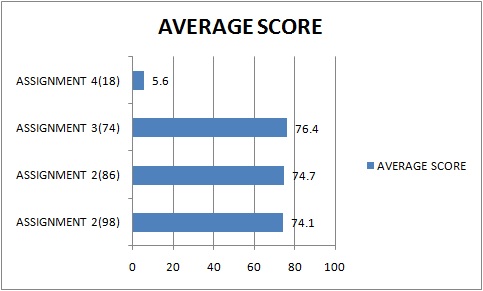 AVERAGE SCORE
ASSIGNMENT 4(18)
5.6
ASSIGNMENT 3(74)
76.4
ASSIGNMENT 2(86)
74.7
ASSIGNMENT 2(98)
74.1
AVERAGE SCORE
0 20 40 60 80 100